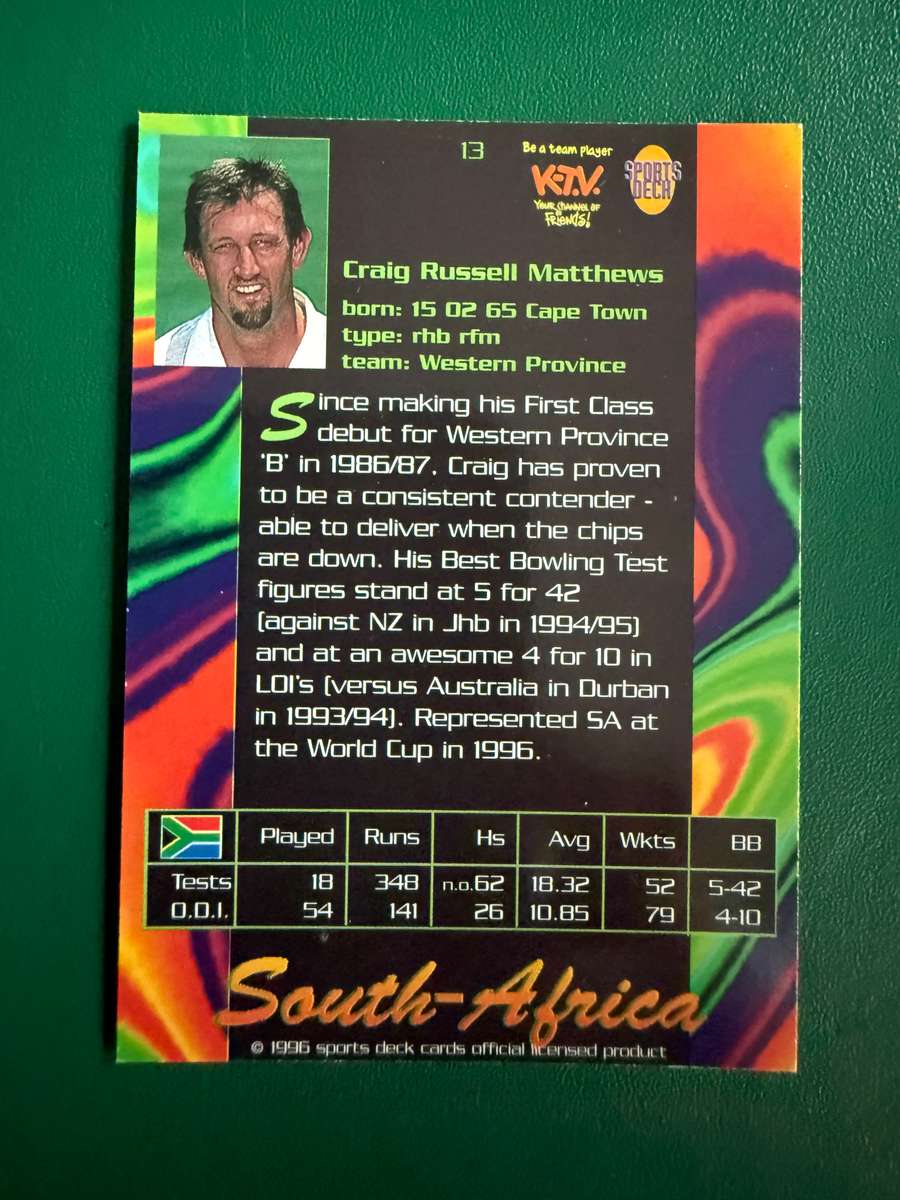 13
Be a team player
K-T.V.
Your channel of
Friends!
SPORTS
DECK
Craig Russell Matthews
born: 15 02 65 Cape Town
type: rhb rfm
team: Western Province
Since making his First Class
debut for Western Province
'B' in 1986/87, Craig has proven
to be a consistent contender -
able to deliver when the chips
are down. His Best Bowling Test
figures stand at 5 for 42
(against NZ in Jhb in 1994/95)
and at an awesome 4 for 10 in
LOI's (versus Australia in Durban
in 1993/94). Represented SA at
the World Cup in 1996.
Played Runs Hs Avg Wkts BB
Tests 18 348 n.o.62 18.32 52 5-42
O.D.I. 54 141 26 10.85 79 4-10
South-Africa
© 1996 sports deck cards official licensed product